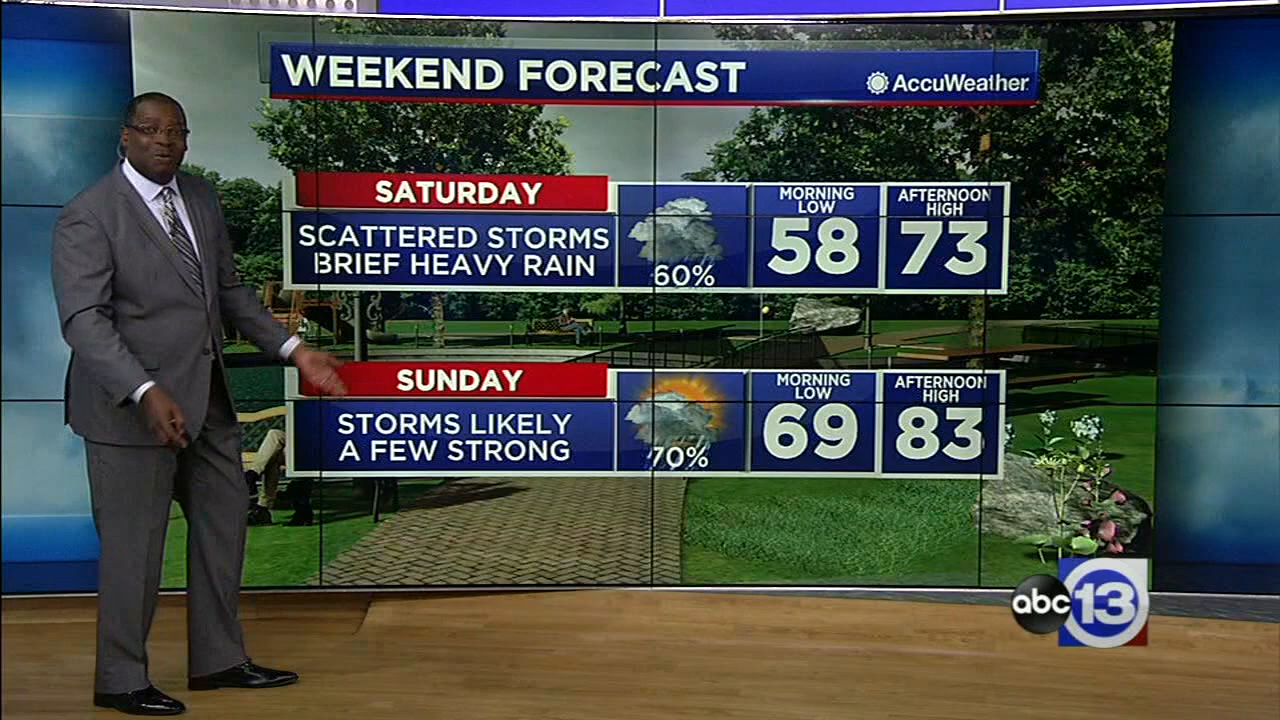 WEEKEND FORECAST
AccuWeather
SATURDAY
SCATTERED STORMS
BRIEF HEAVY RAIN
60%
MORNING
LOW
58
AFTERNOON
HIGH
73
SUNDAY
STORMS LIKELY
A FEW STRONG
70%
MORNING
LOW
69
AFTERNOON
HIGH
83
abc 13